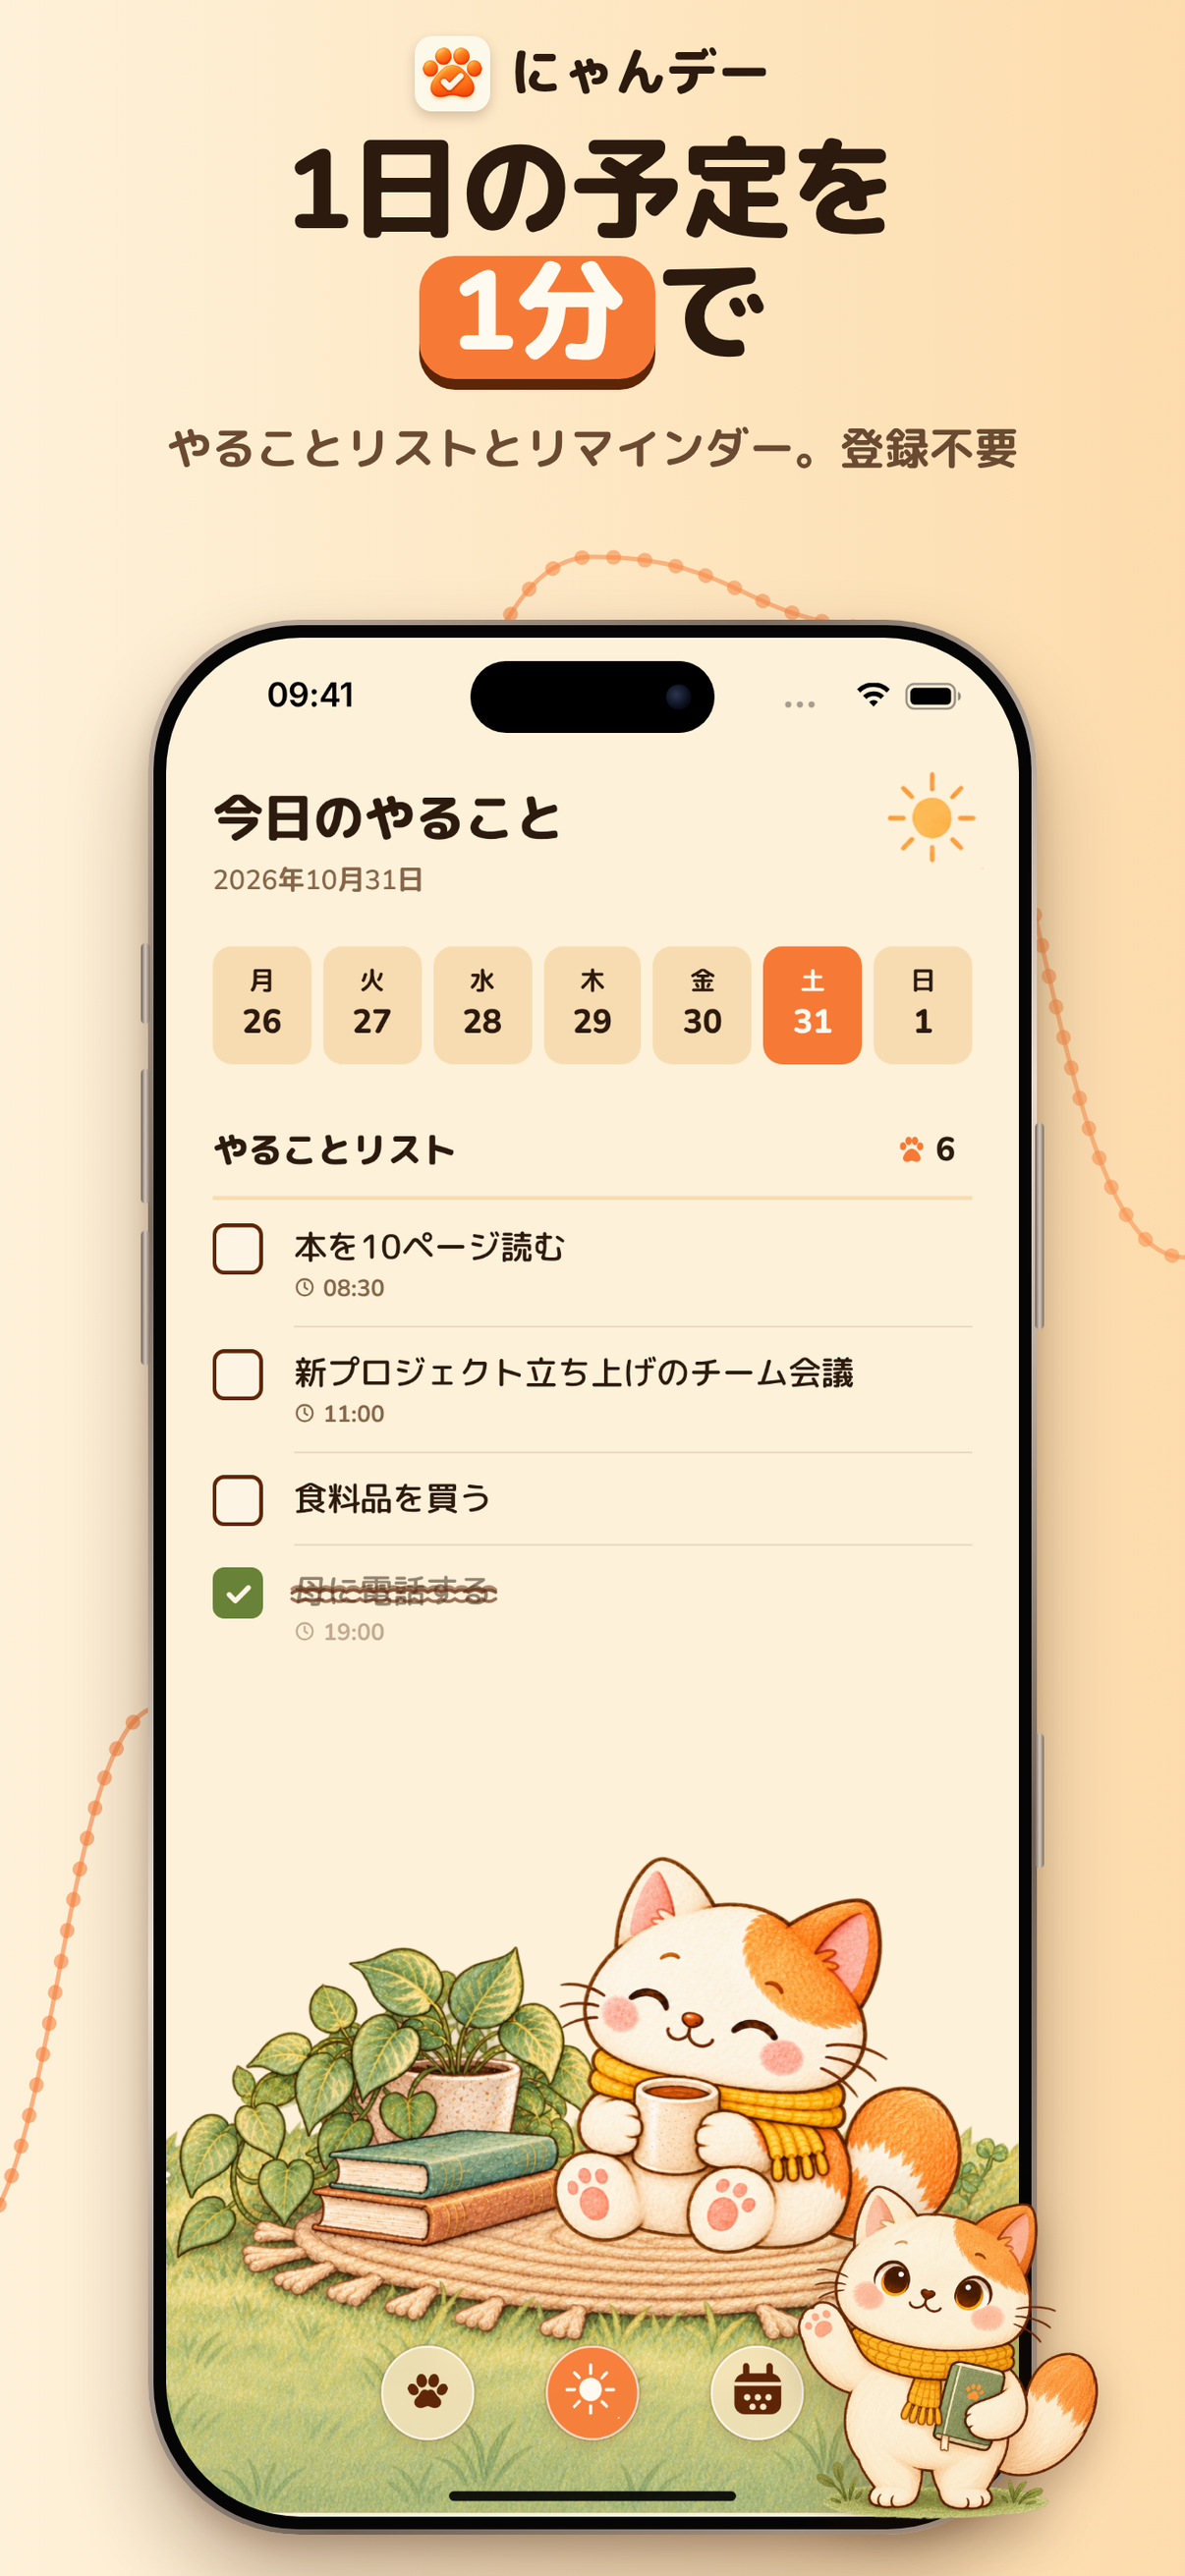 にゃんデー
1日の予定を
1分で
やることリストとリマインダー。登録不要
09:41
今日のやること
2026年10月31日
月 火 水 木 金 土 日
26 27 28 29 30 31 1
やることリスト 6
本を10ページ読む
08:30
新プロジェクト立ち上げのチーム会議
11:00
食料品を買う
母に電話する
19:00